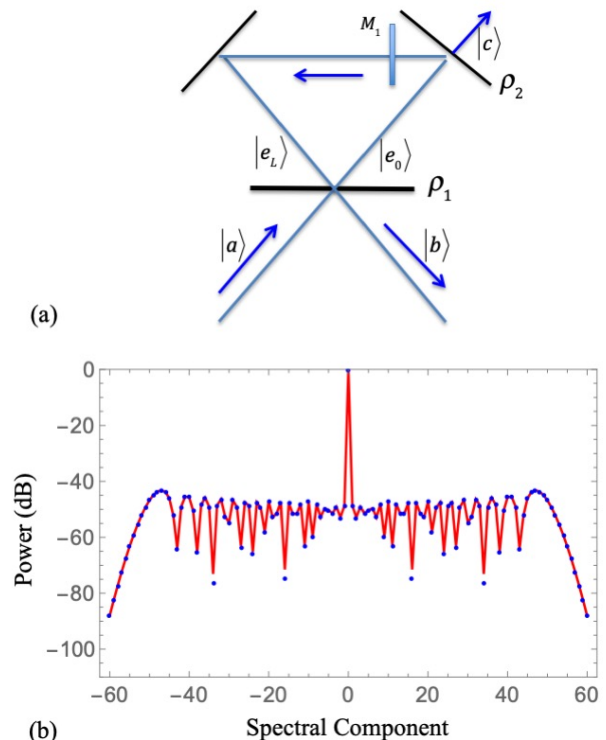 M₁
|c⟩
ρ₂
|e_L⟩
|e₀⟩
ρ₁
|a⟩
|b⟩
(a)
0
−20
−40
−60
−80
−100
Power (dB)
−60 −40 −20 0 20 40 60
Spectral Component
(b)